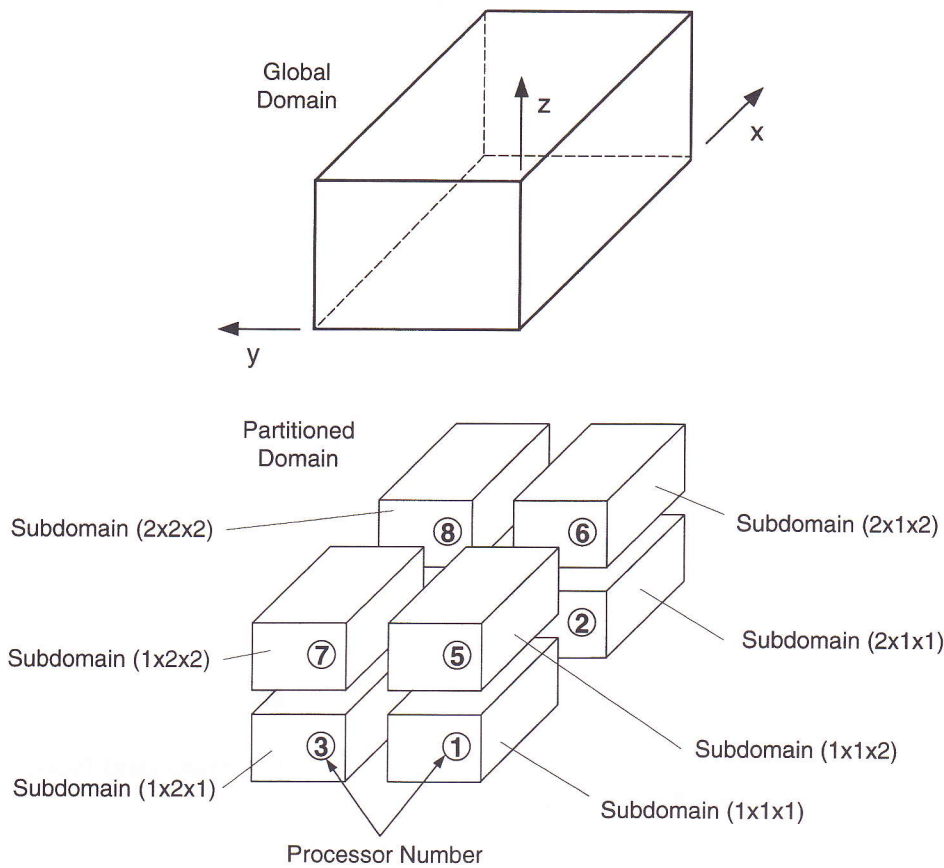 Global
Domain
z
x
y
Partitioned
Domain
Subdomain (2x2x2)
8
6
Subdomain (2x1x2)
2
Subdomain (1x2x2)
7
5
Subdomain (2x1x1)
3
1
Subdomain (1x1x2)
Subdomain (1x2x1)
Subdomain (1x1x1)
Processor Number